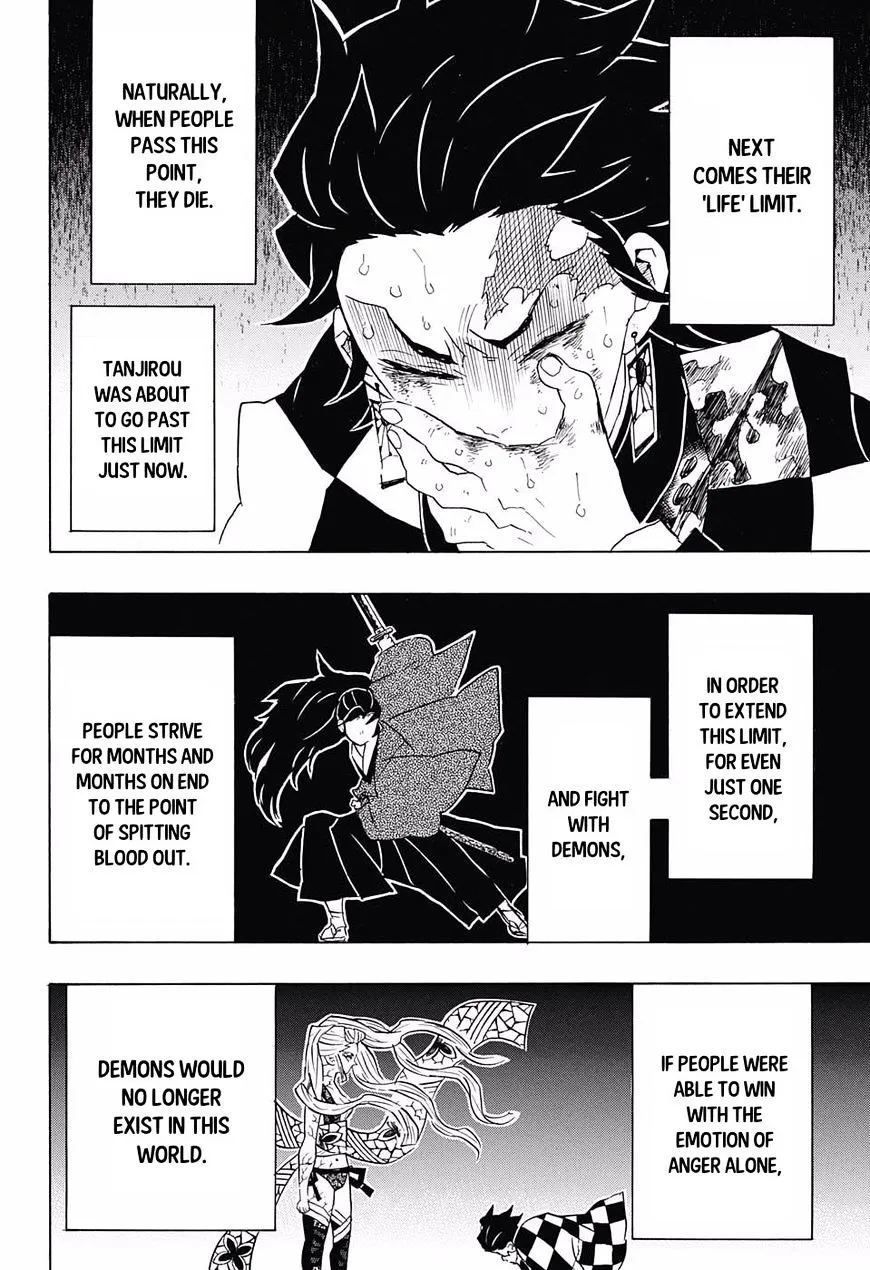 NEXT
COMES THEIR
'LIFE' LIMIT.
NATURALLY,
WHEN PEOPLE
PASS THIS
POINT,
THEY DIE.
TANJIROU
WAS ABOUT
TO GO PAST
THIS LIMIT
JUST NOW.
IN ORDER
TO EXTEND
THIS LIMIT,
FOR EVEN
JUST ONE
SECOND,
AND FIGHT
WITH
DEMONS,
PEOPLE STRIVE
FOR MONTHS AND
MONTHS ON END
TO THE POINT
OF SPITTING
BLOOD OUT.
IF PEOPLE WERE
ABLE TO WIN
WITH THE
EMOTION OF
ANGER ALONE,
DEMONS WOULD
NO LONGER
EXIST IN THIS
WORLD.